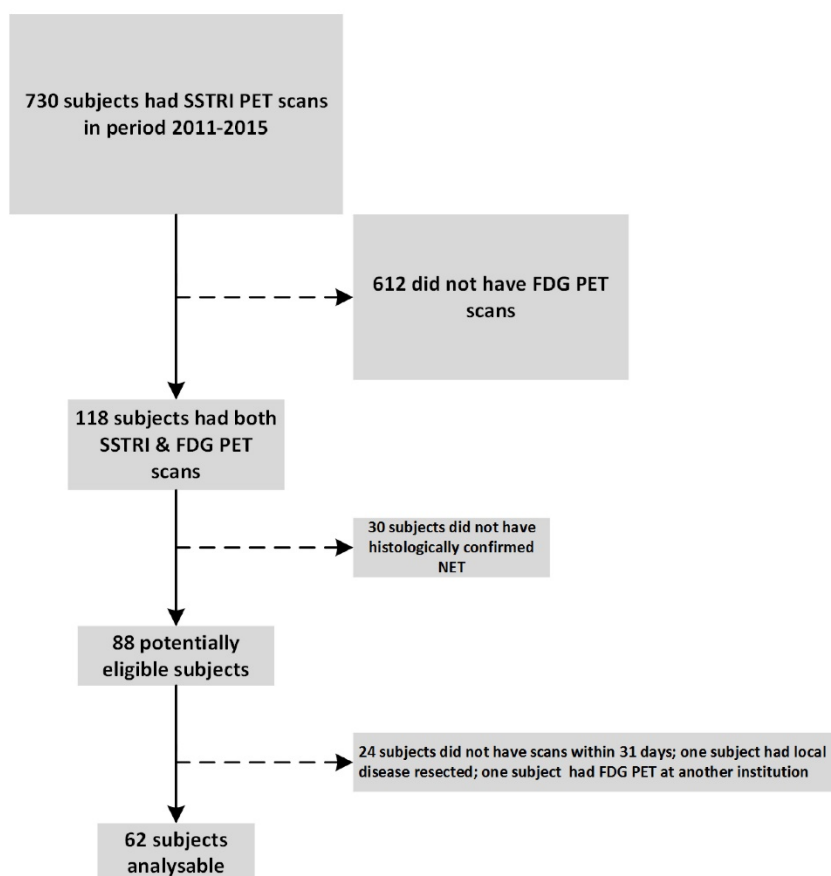 730 subjects had SSTRI PET scans
in period 2011-2015
612 did not have FDG PET
scans
118 subjects had both
SSTRI & FDG PET
scans
30 subjects did not have
histologically confirmed
NET
88 potentially
eligible subjects
24 subjects did not have scans within 31 days; one subject had local
disease resected; one subject had FDG PET at another institution
62 subjects
analysable